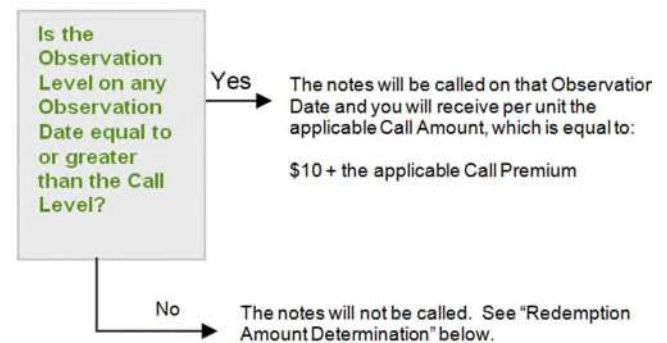 Is the
Observation
Level on any
Observation
Date equal to
or greater
than the Call
Level?
Yes
The notes will be called on that Observation
Date and you will receive per unit the
applicable Call Amount, which is equal to:
$10 + the applicable Call Premium
No
The notes will not be called. See “Redemption
Amount Determination” below.